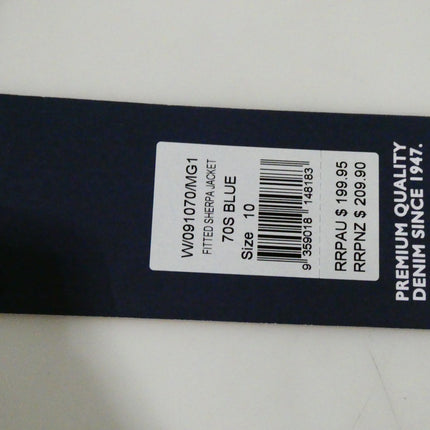 W/091070/MG1
FITTED SHERPA JACKET
70S BLUE
Size 10
9 359018 148183
RRPAU $ 199.95
RRPNZ $ 209.90
PREMIUM QUALITY
DENIM SINCE 1947.